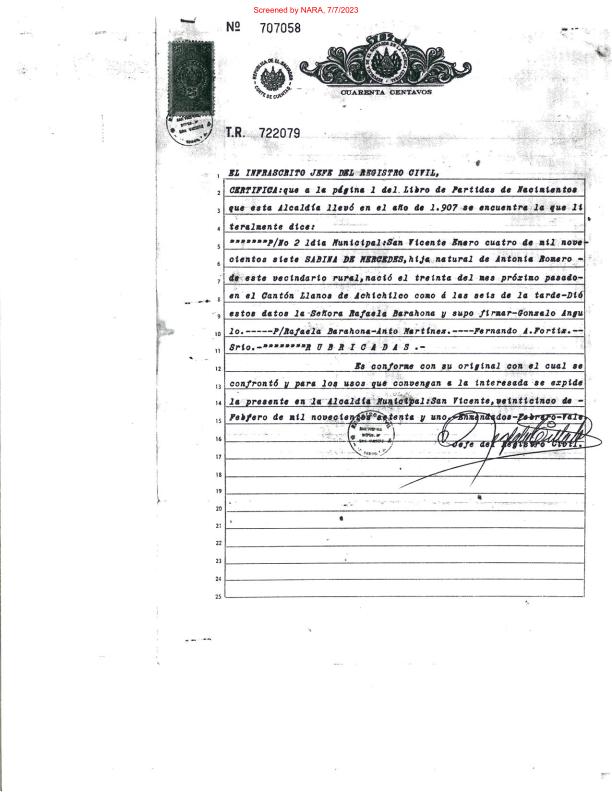 Screened by NARA, 7/7/2023
Nº 707058
REPUBLICA DE EL SALVADOR
CORTE DE CUENTAS
CUARENTA CENTAVOS
T.R. 722079
1 EL INFRASCRITO JEFE DEL REGISTRO CIVIL,
2 CERTIFICA:que a la página 1 del Libro de Partidas de Nacimientos
3 que esta Alcaldía llevó en el año de 1.907 se encuentra la que li
4 teralmente dice:
5 """""""P/No 2 ldia Municipal:San Vicente Enero cuatro de mil nove-
6 cientos siete SABINA DE MERCEDES,hija natural de Antonia Romero -
7 de este vecindario rural,nació el treinta del mes próximo pasado-
8 en el Cantón Llanos de Achichilco como á las seis de la tarde-Dió
9 estos datos la Señora Rafaela Barahona y supo firmar-Gonzalo Angu
10 lo.-----P/Rafaela Barahona-Anto Martínez.----Fernando A.Fortiz.--
11 Srio.-""""""""R U B R I C A D A S .-
12 Es conforme con su original con el cual se
13 confrontó y para los usos que convengan a la interesada se expide
14 la presente en la Alcaldía Municipal:San Vicente,veinticinco de -
15 Febfero de mil novecientos setenta y uno.-Enmendados-Febrero-Vale
16 Jefe del Registro Civil.
17
18
19
20
21
22
23
24
25